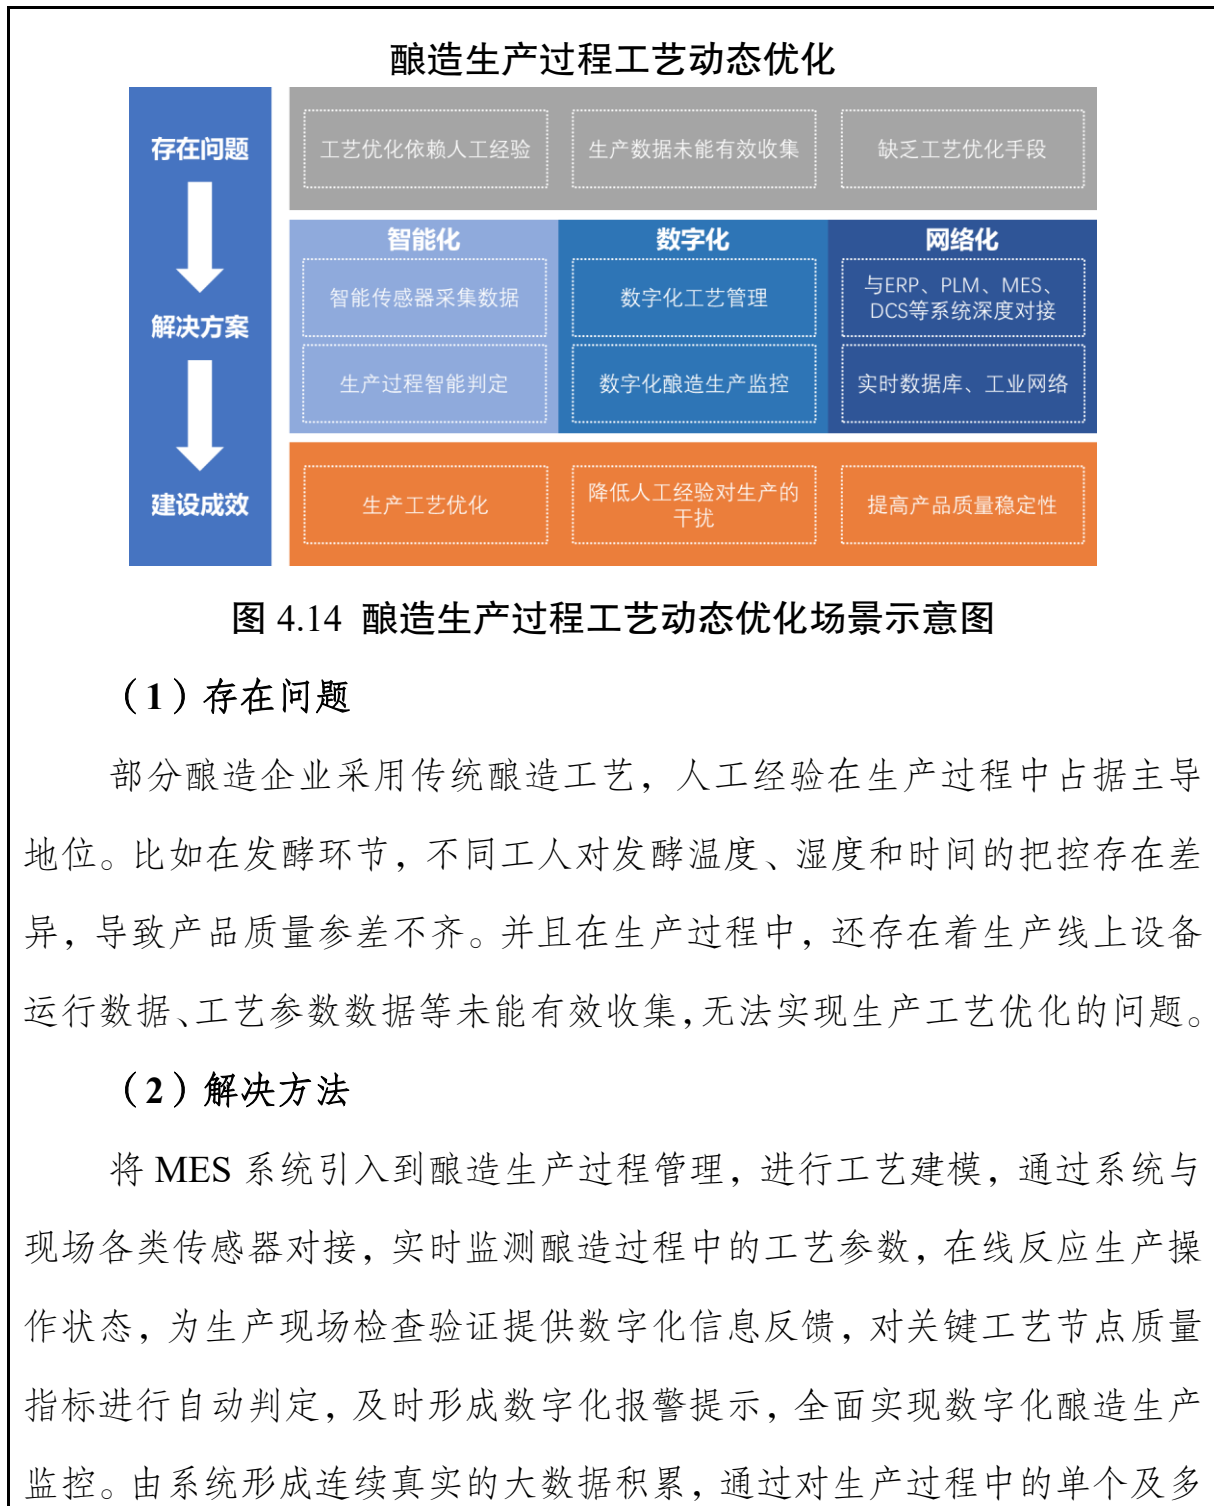 酿造生产过程工艺动态优化
存在问题
工艺优化依赖人工经验
生产数据未能有效收集
缺乏工艺优化手段
解决方案
智能化
智能传感器采集数据
生产过程智能判定
数字化
数字化工艺管理
数字化酿造生产监控
网络化
与ERP、PLM、MES、
DCS等系统深度对接
实时数据库、工业网络
建设成效
生产工艺优化
降低人工经验对生产的
干扰
提高产品质量稳定性
图 4.14 酿造生产过程工艺动态优化场景示意图
（1）存在问题
部分酿造企业采用传统酿造工艺，人工经验在生产过程中占据主导
地位。比如在发酵环节，不同工人对发酵温度、湿度和时间的把控存在差
异，导致产品质量参差不齐。并且在生产过程中，还存在着生产线上设备
运行数据、工艺参数数据等未能有效收集，无法实现生产工艺优化的问题。
（2）解决方法
将 MES 系统引入到酿造生产过程管理，进行工艺建模，通过系统与
现场各类传感器对接，实时监测酿造过程中的工艺参数，在线反应生产操
作状态，为生产现场检查验证提供数字化信息反馈，对关键工艺节点质量
指标进行自动判定，及时形成数字化报警提示，全面实现数字化酿造生产
监控。由系统形成连续真实的大数据积累，通过对生产过程中的单个及多